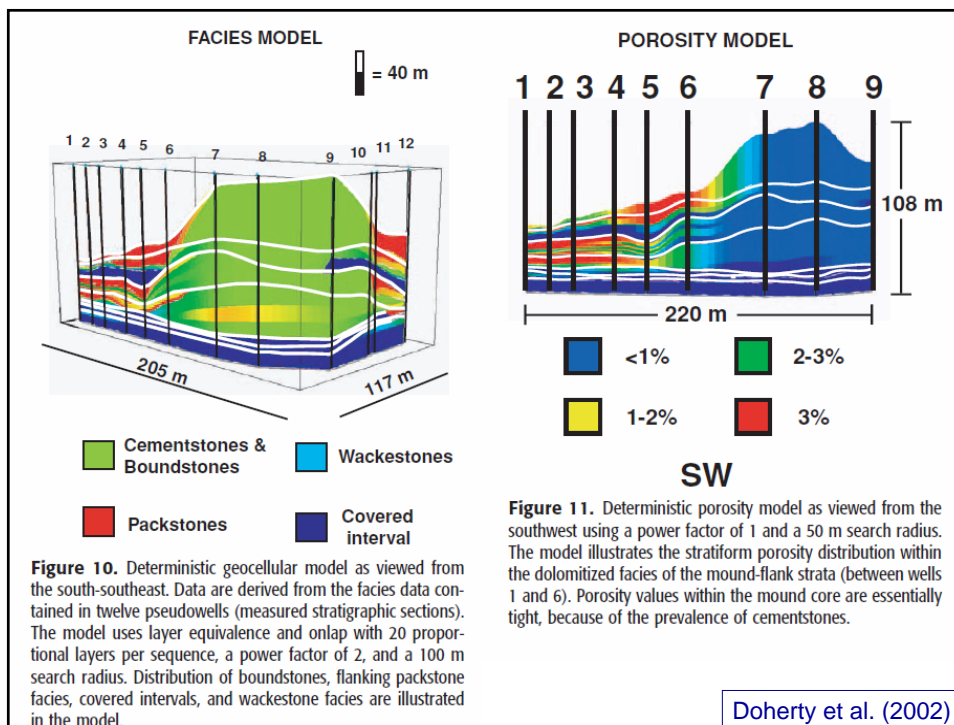 FACIES MODEL
= 40 m
1 2 3 4 5 6 7 8 9 10 11 12
205 m
117 m
Cementstones &
Boundstones
Wackestones
Packstones
Covered
interval
Figure 10. Deterministic geocellular model as viewed from
the south-southeast. Data are derived from the facies data con-
tained in twelve pseudowells (measured stratigraphic sections).
The model uses layer equivalence and onlap with 20 propor-
tional layers per sequence, a power factor of 2, and a 100 m
search radius. Distribution of boundstones, flanking packstone
facies, covered intervals, and wackestone facies are illustrated
in the model.
POROSITY MODEL
1 2 3 4 5 6 7 8 9
108 m
220 m
<1%
2-3%
1-2%
3%
SW
Figure 11. Deterministic porosity model as viewed from the
southwest using a power factor of 1 and a 50 m search radius.
The model illustrates the stratiform porosity distribution within
the dolomitized facies of the mound-flank strata (between wells
1 and 6). Porosity values within the mound core are essentially
tight, because of the prevalence of cementstones.
Doherty et al. (2002)